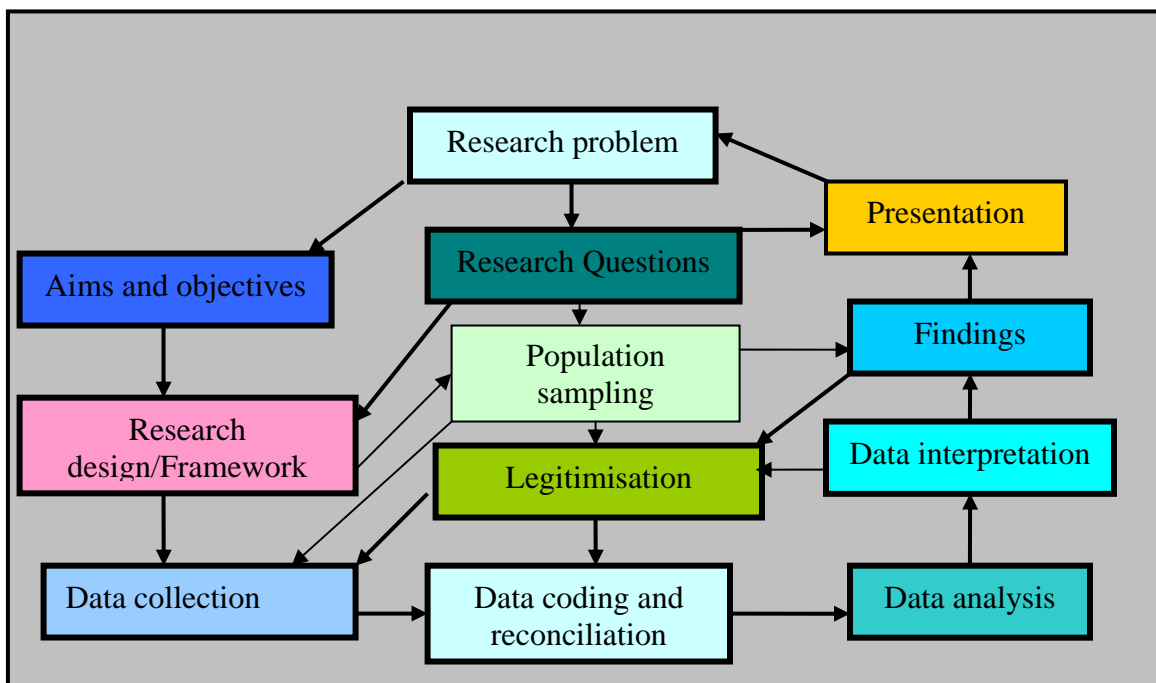 Research problem
Presentation
Research Questions
Aims and objectives
Findings
Population
sampling
Research
design/Framework
Data interpretation
Legitimisation
Data collection
Data coding and
reconciliation
Data analysis